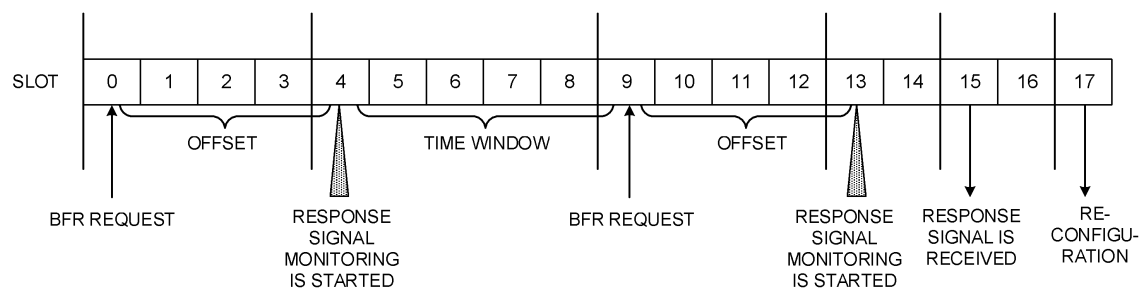 SLOT 0 1 2 3 4 5 6 7 8 9 10 11 12 13 14 15 16 17
OFFSET
TIME WINDOW
OFFSET
BFR REQUEST
RESPONSE
SIGNAL
MONITORING
IS STARTED
BFR REQUEST
RESPONSE
SIGNAL
MONITORING
IS STARTED
RESPONSE
SIGNAL IS
RECEIVED
RE-
CONFIGU-
RATION